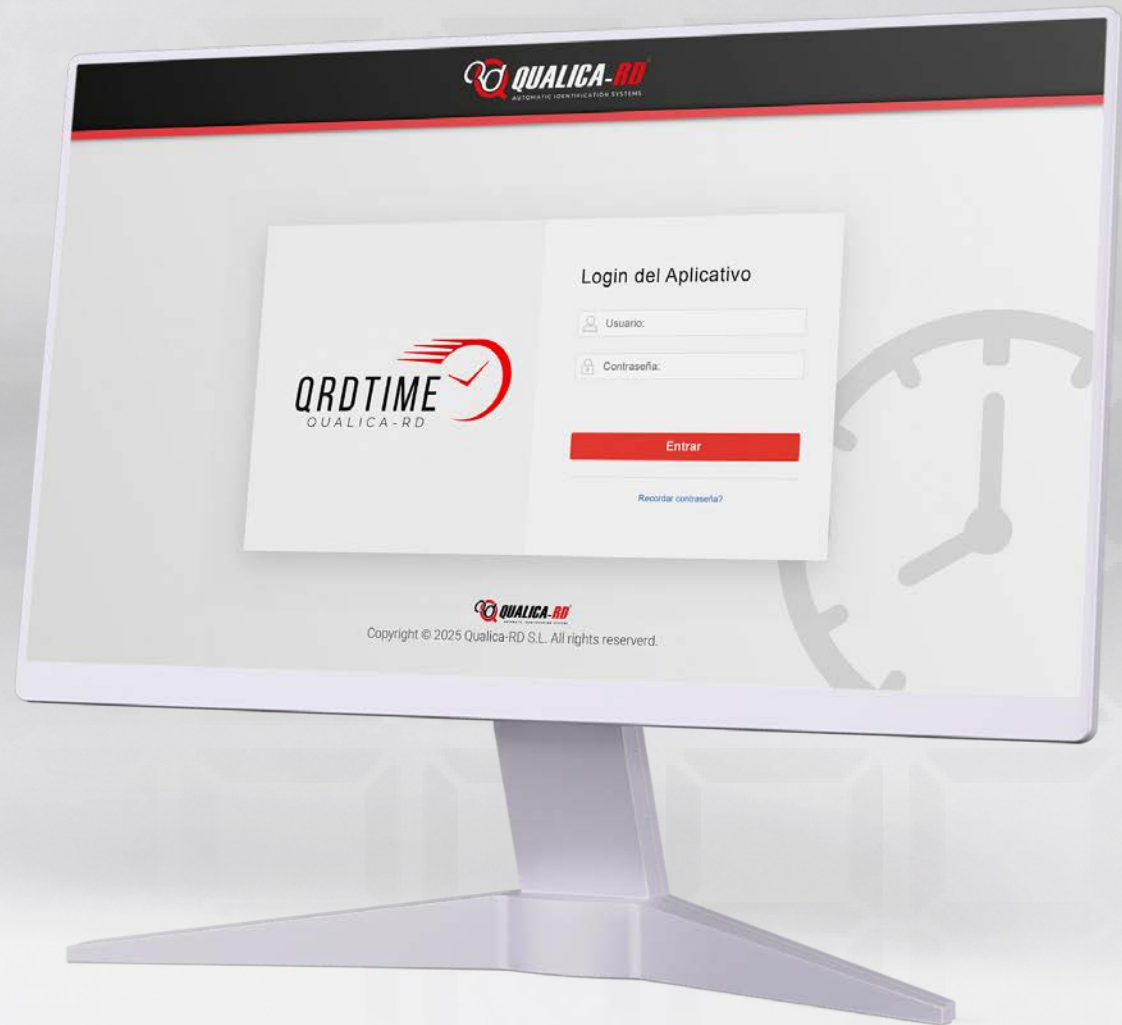 QUALICA-RD
AUTOMATIC IDENTIFICATION SYSTEMS
Login del Aplicativo
Usuario:
Contraseña:
QRDTIME
QUALICA-RD
Entrar
Recordar contraseña?
QUALICA-RD
Copyright © 2025 Qualica-RD S.L. All rights reserverd.